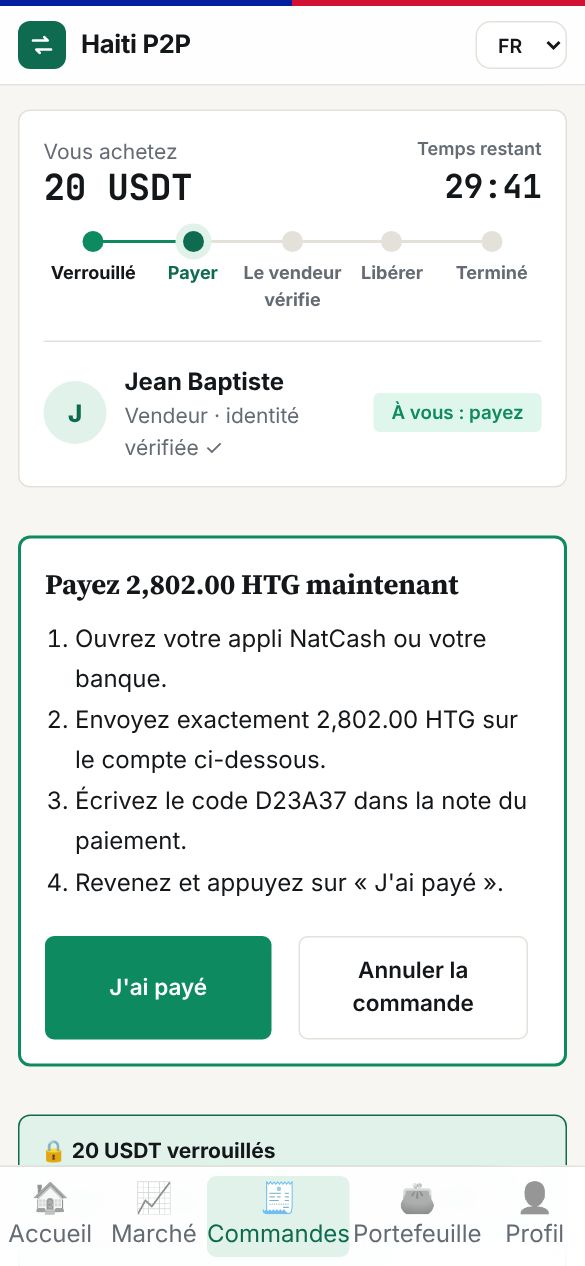 Haiti P2P
FR
Vous achetez
Temps restant
20 USDT
29:41
Verrouillé
Payer
Le vendeur
vérifie
Libérer
Terminé
J
Jean Baptiste
Vendeur · identité
vérifiée ✓
À vous : payez
Payez 2,802.00 HTG maintenant
1. Ouvrez votre appli NatCash ou votre
banque.
2. Envoyez exactement 2,802.00 HTG sur
le compte ci-dessous.
3. Écrivez le code D23A37 dans la note du
paiement.
4. Revenez et appuyez sur « J'ai payé ».
J'ai payé
Annuler la
commande
🔒 20 USDT verrouillés
Accueil
Marché
Commandes
Portefeuille
Profil